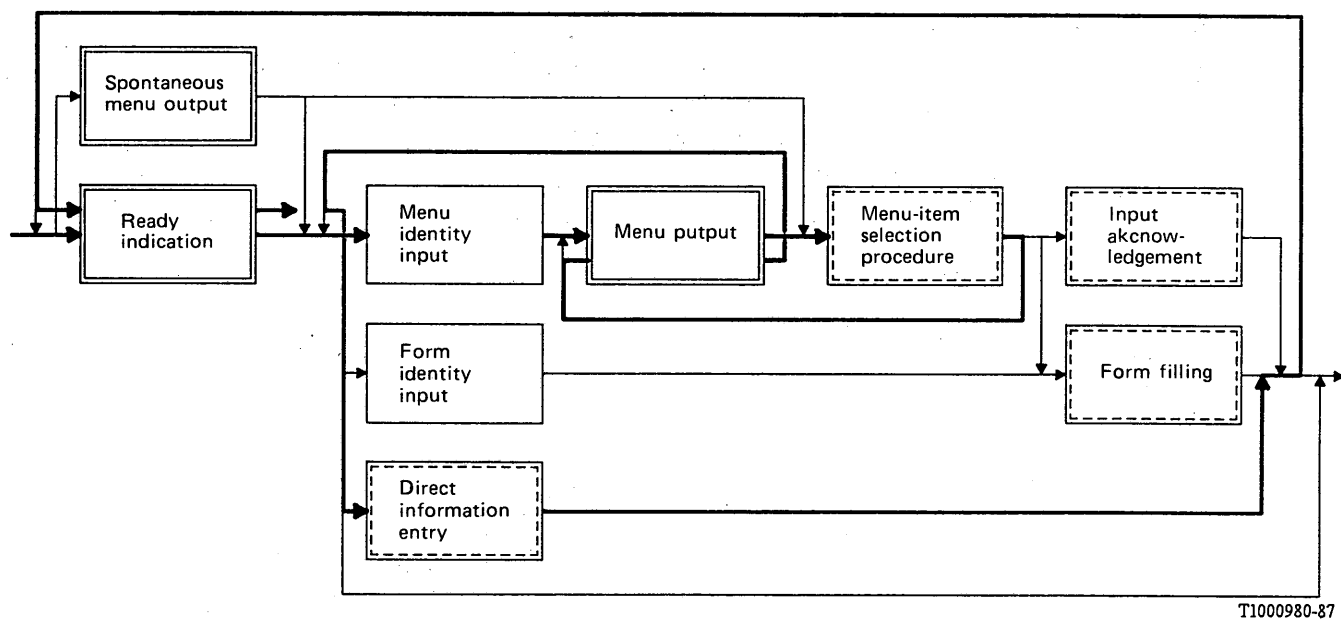 Spontaneous
menu output
Ready
indication
Menu
identity
input
Menu putput
Menu-item
selection
procedure
Input
akcnow-
ledgement
Form
identity
input
Form filling
Direct
information
entry
T1000980-87